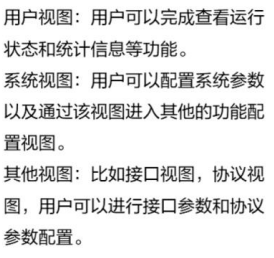 用户视图：用户可以完成查看运行
状态和统计信息等功能。
系统视图：用户可以配置系统参数
以及通过该视图进入其他的功能配
置视图。
其他视图：比如接口视图，协议视
图，用户可以进行接口参数和协议
参数配置。